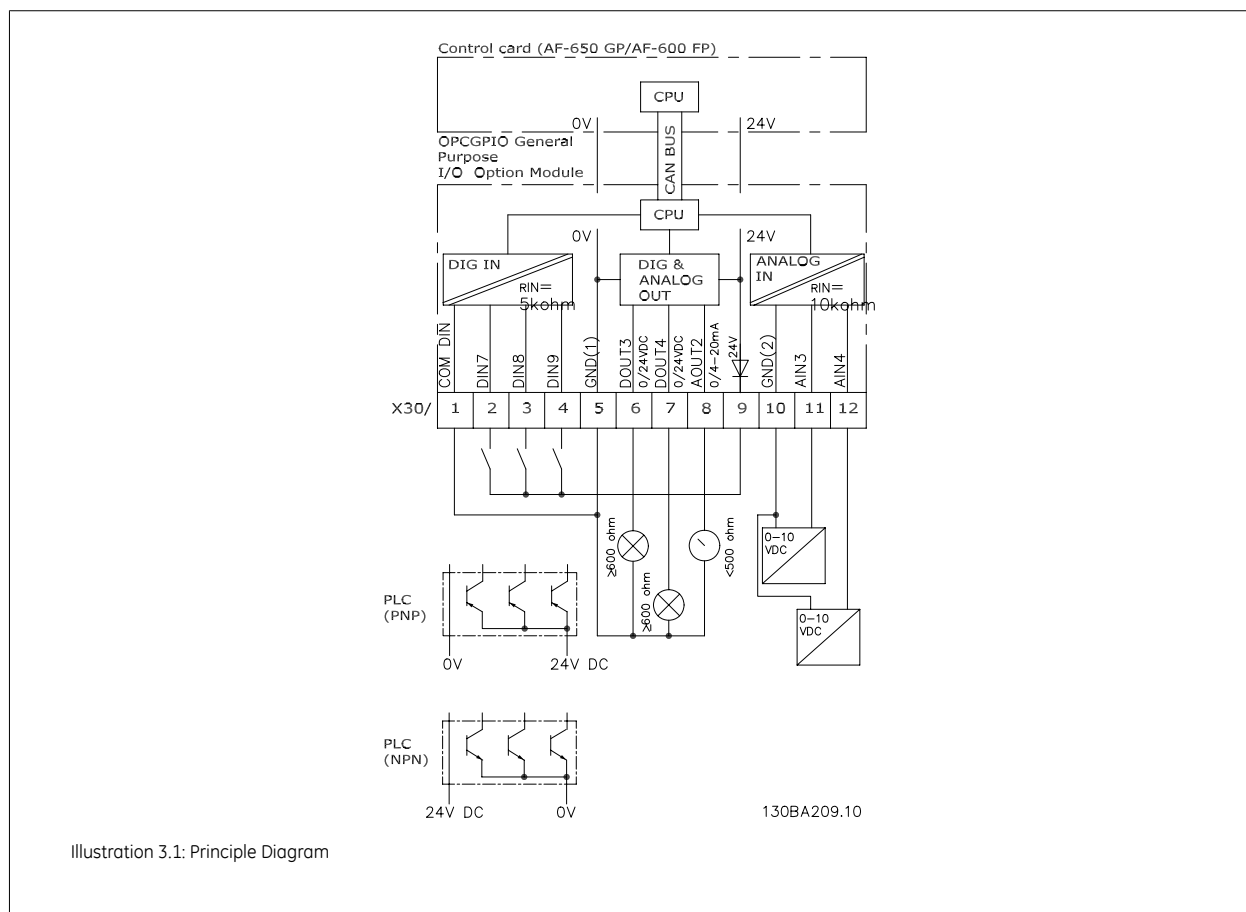 Control card (AF-650 GP/AF-600 FP)
CPU
0V
24V
CAN BUS
OPCGPIO General
Purpose
I/O Option Module
CPU
0V
24V
DIG IN
RIN=
5kohm
DIG &
ANALOG
OUT
ANALOG
IN
RIN=
10kohm
COM DIN
DIN7
DIN8
DIN9
GND(1)
DOUT3
0/24VDC
DOUT4
0/24VDC
AOUT2
0/4-20mA
24V
GND(2)
AIN3
AIN4
X30/ 1 2 3 4 5 6 7 8 9 10 11 12
≥600 ohm
≥600 ohm
<500 ohm
0-10
VDC
0-10
VDC
PLC
(PNP)
0V
24V DC
PLC
(NPN)
24V DC
0V
130BA209.10
Illustration 3.1: Principle Diagram